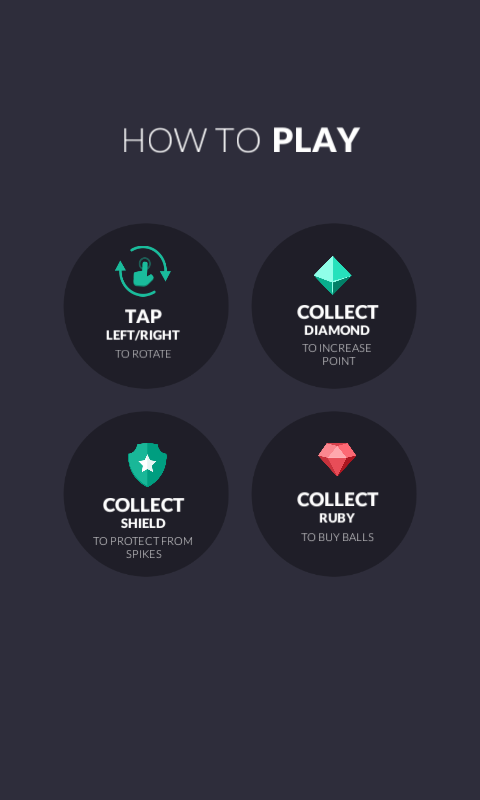 HOW TO PLAY
TAP
LEFT/RIGHT
TO ROTATE
COLLECT
DIAMOND
TO INCREASE
POINT
COLLECT
SHIELD
TO PROTECT FROM
SPIKES
COLLECT
RUBY
TO BUY BALLS